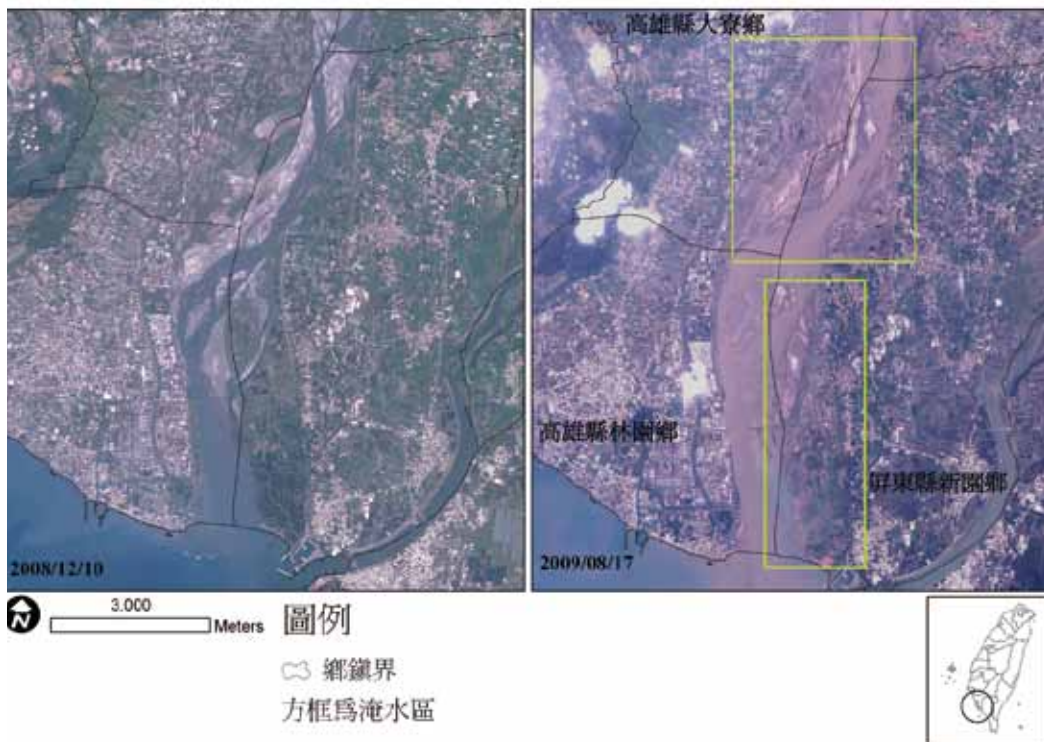 高雄縣大寮鄉
高雄縣林園鄉
屏東縣新園鄉
2008/12/10
2009/08/17
N
3.000
Meters
圖例
鄉鎮界
方框爲淹水區